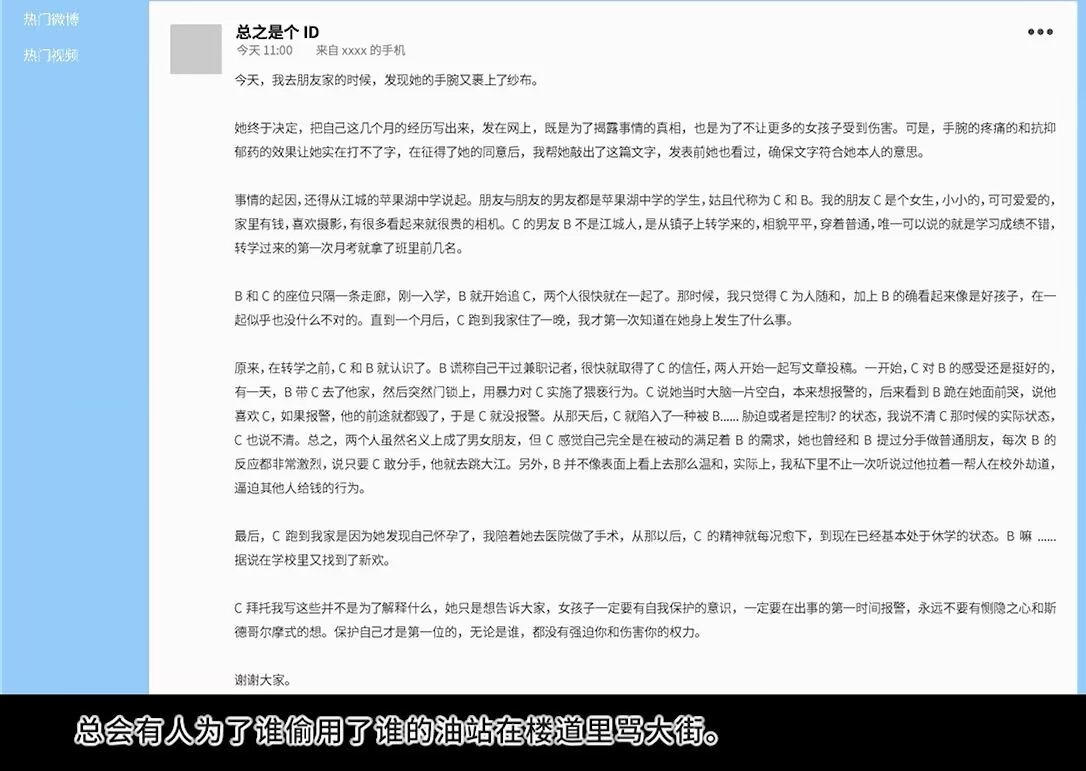 热门微博
热门视频
总之是个 ID
今天 11:00 来自 xxxx 的手机
今天，我去朋友家的时候，发现她的手腕又裹上了纱布。
她终于决定，把自己这几个月的经历写出来，发在网上，既是为了揭露事情的真相，也是为了不让更多的女孩子受到伤害。可是，手腕的疼痛的和抗抑
郁药的效果让她实在打不了字，在征得了她的同意后，我帮她敲出了这篇文字，发表前她也看过，确保文字符合她本人的意思。
事情的起因，还得从江城的苹果湖中学说起。朋友与朋友的男友都是苹果湖中学的学生，姑且代称为 C 和 B。我的朋友 C 是个女生，小小的，可可爱爱的，
家里有钱，喜欢摄影，有很多看起来就很贵的相机。C 的男友 B 不是江城人，是从镇子上转学来的，相貌平平，穿着普通，唯一可以说的就是学习成绩不错，
转学过来的第一次月考就拿了班里前几名。
B 和 C 的座位只隔一条走廊，刚一入学，B 就开始追 C，两个人很快就在一起了。那时候，我只觉得 C 为人随和，加上 B 的确看起来像是好孩子，在一
起似乎也没什么不对的。直到一个月后，C 跑到我家住了一晚，我才第一次知道在她身上发生了什么事。
原来，在转学之前，C 和 B 就认识了。B 谎称自己干过兼职记者，很快就取得了 C 的信任，两人开始一起写文章投稿。一开始，C 对 B 的感受还是挺好的，
有一天，B 带 C 去了他家，然后突然门锁上，用暴力对 C 实施了猥亵行为。C 说她当时大脑一片空白，本来想报警的，后来看到 B 跪在她面前哭，说他
喜欢 C，如果报警，他的前途就都毁了，于是 C 就没报警。从那天后，C 就陷入了一种被 B...... 胁迫或者是控制? 的状态，我说不清 C 那时候的实际状态，
C 也说不清。总之，两个人虽然名义上成了男女朋友，但 C 感觉自己完全是在被动的满足着 B 的需求，她也曾经和 B 提过分手做普通朋友，每次 B 的
反应都非常激烈，说只要 C 敢分手，他就去跳大江。另外，B 并不像表面上看上去那么温和，实际上，我私下里不止一次听说过他拉着一帮人在校外劫道，
逼迫其他人给钱的行为。
最后，C 跑到我家是因为她发现自己怀孕了，我陪着她去医院做了手术，从那以后，C 的精神就每况愈下，到现在已经基本处于休学的状态。B 嘛 ......
据说在学校里又找到了新欢。
C 拜托我写这些并不是为了解释什么，她只是想告诉大家，女孩子一定要有自我保护的意识，一定要在出事的第一时间报警，永远不要有恻隐之心和斯
德哥尔摩式的想。保护自己才是第一位的，无论是谁，都没有强迫你和伤害你的权力。
谢谢大家。
总会有人为了谁偷用了谁的油站在楼道里骂大街。